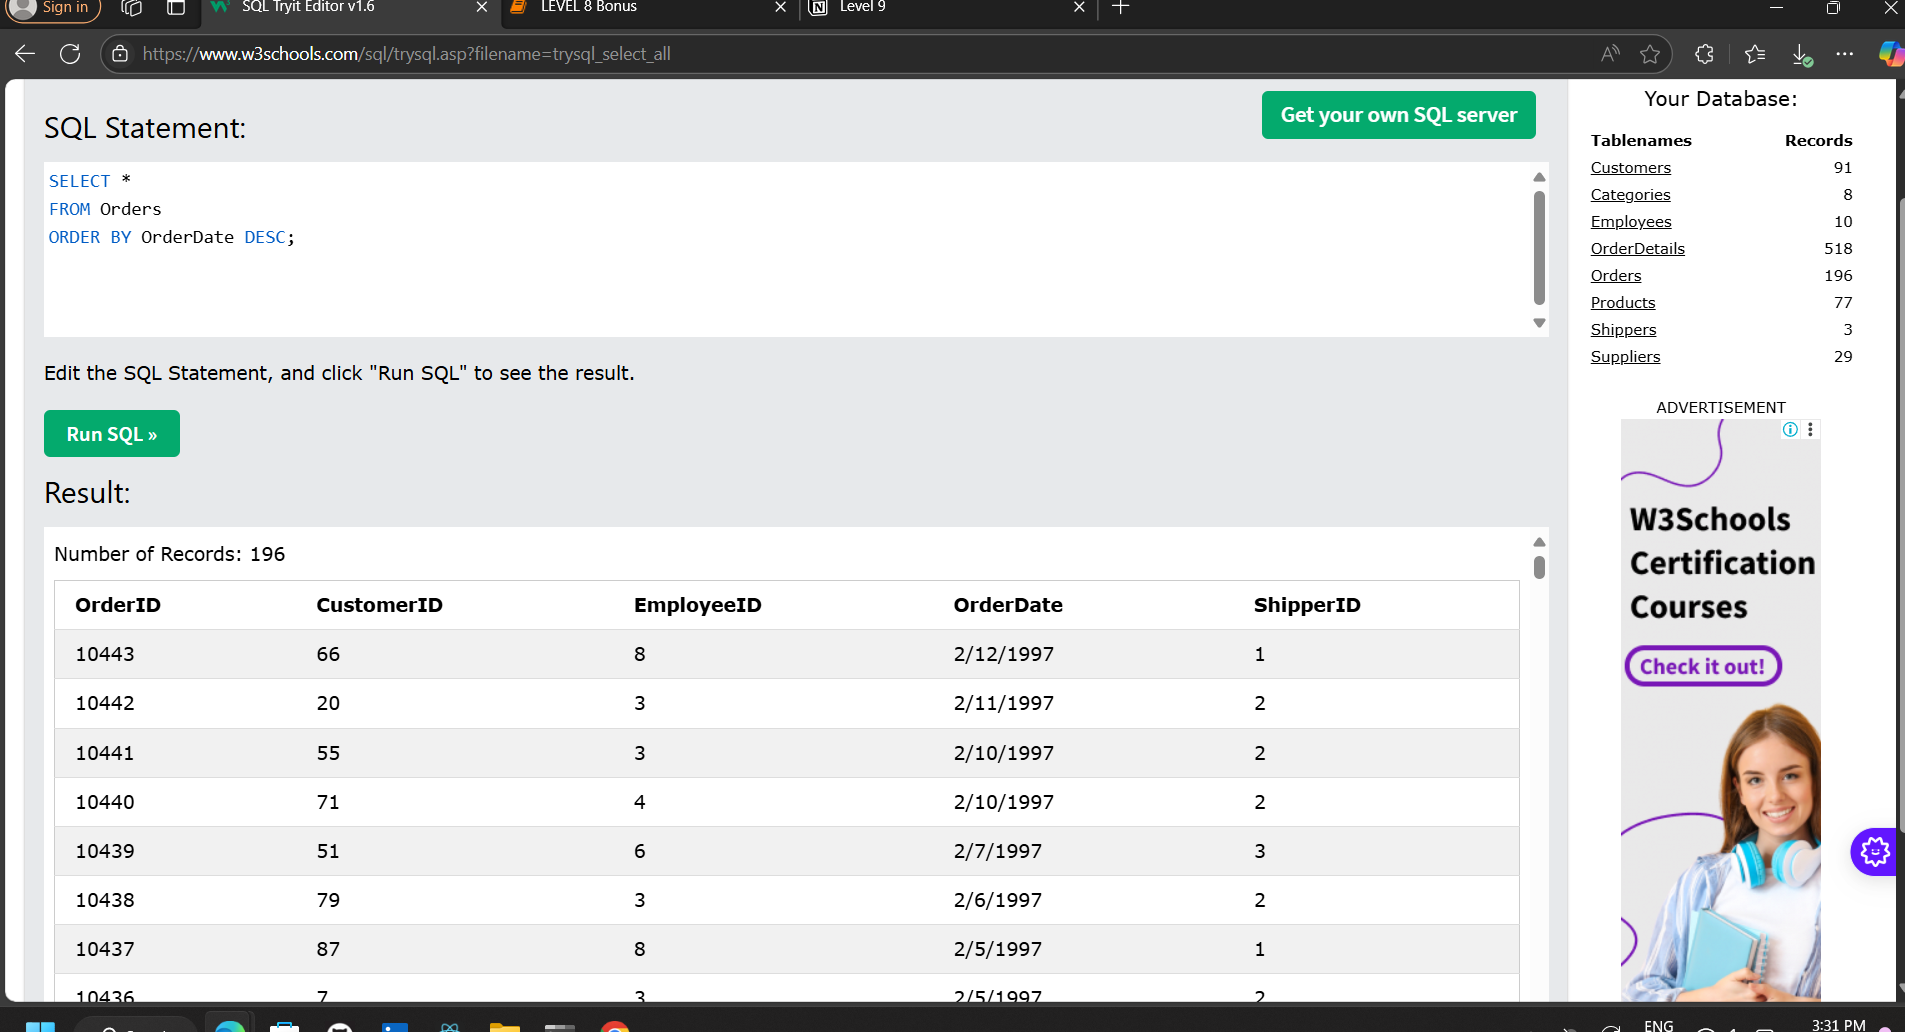 Sign in
SQL Tryit Editor v1.6
LEVEL 8 Bonus
Level 9
https://www.w3schools.com/sql/trysql.asp?filename=trysql_select_all
SQL Statement:
Get your own SQL server
SELECT *
FROM Orders
ORDER BY OrderDate DESC;
Edit the SQL Statement, and click "Run SQL" to see the result.
Run SQL »
Result:
Number of Records: 196
OrderID CustomerID EmployeeID OrderDate ShipperID
10443 66 8 2/12/1997 1
10442 20 3 2/11/1997 2
10441 55 3 2/10/1997 2
10440 71 4 2/10/1997 2
10439 51 6 2/7/1997 3
10438 79 3 2/6/1997 2
10437 87 8 2/5/1997 1
10436 7 3 2/5/1997 2
Your Database:
Tablenames Records
Customers 91
Categories 8
Employees 10
OrderDetails 518
Orders 196
Products 77
Shippers 3
Suppliers 29
ADVERTISEMENT
W3Schools
Certification
Courses
Check it out!
ENG
3:31 PM